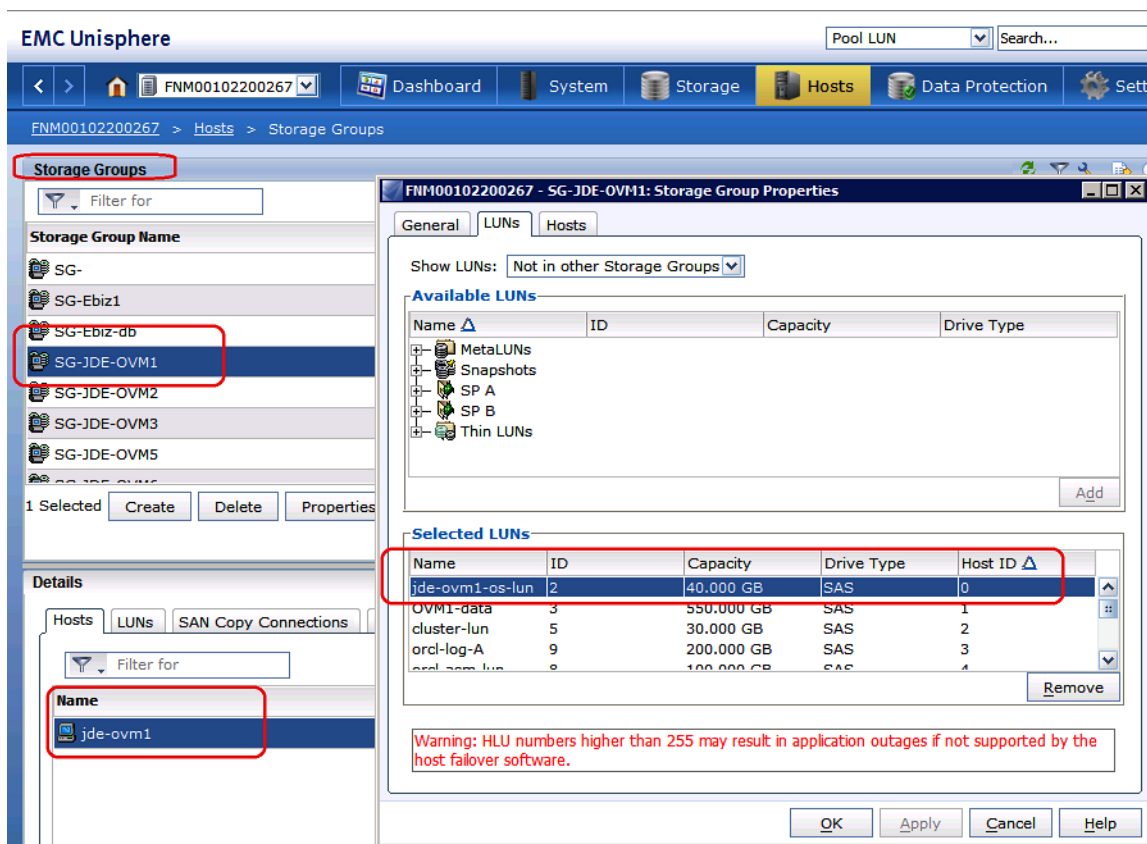 EMC Unisphere
Pool LUN
Search...
FNM00102200267
Dashboard
System
Storage
Hosts
Data Protection
Sett
FNM00102200267 > Hosts > Storage Groups
Storage Groups
Filter for
Storage Group Name
SG-
SG-Ebiz1
SG-Ebiz-db
SG-JDE-OVM1
SG-JDE-OVM2
SG-JDE-OVM3
SG-JDE-OVM5
1 Selected Create Delete Properties
Details
Hosts LUNs SAN Copy Connections
Filter for
Name
jde-ovm1
FNM00102200267 - SG-JDE-OVM1: Storage Group Properties
General LUNs Hosts
Show LUNs: Not in other Storage Groups
Available LUNs
Name ID Capacity Drive Type
MetaLUNs
Snapshots
SP A
SP B
Thin LUNs
Add
Selected LUNs
Name ID Capacity Drive Type Host ID
jde-ovm1-os-lun 2 40.000 GB SAS 0
OVM1-data 3 550.000 GB SAS 1
cluster-lun 5 30.000 GB SAS 2
orcl-log-A 9 200.000 GB SAS 3
Remove
Warning: HLU numbers higher than 255 may result in application outages if not supported by the
host failover software.
OK Apply Cancel Help